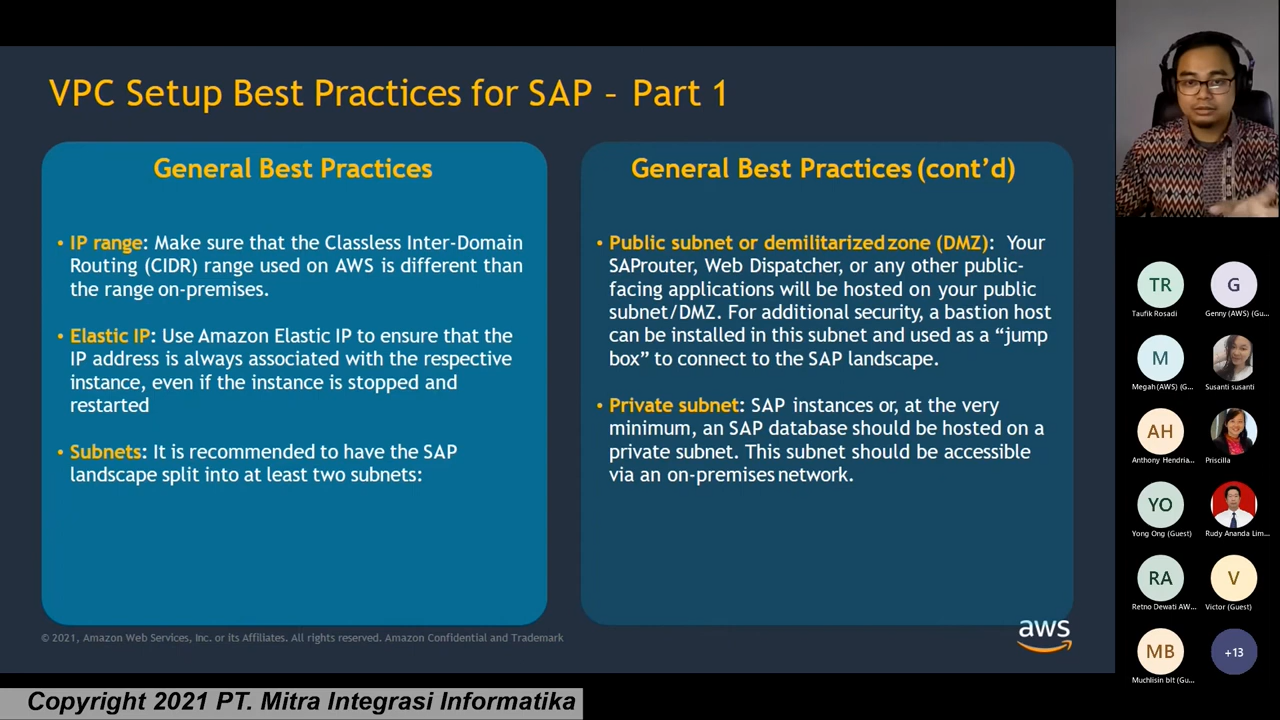 VPC Setup Best Practices for SAP – Part 1
General Best Practices
• IP range: Make sure that the Classless Inter-Domain
Routing (CIDR) range used on AWS is different than
the range on-premises.
• Elastic IP: Use Amazon Elastic IP to ensure that the
IP address is always associated with the respective
instance, even if the instance is stopped and
restarted
• Subnets: It is recommended to have the SAP
landscape split into at least two subnets:
General Best Practices (cont’d)
• Public subnet or demilitarized zone (DMZ): Your
SAProuter, Web Dispatcher, or any other public-
facing applications will be hosted on your public
subnet/DMZ. For additional security, a bastion host
can be installed in this subnet and used as a “jump
box” to connect to the SAP landscape.
• Private subnet: SAP instances or, at the very
minimum, an SAP database should be hosted on a
private subnet. This subnet should be accessible
via an on-premises network.
© 2021, Amazon Web Services, Inc. or its Affiliates. All rights reserved. Amazon Confidential and Trademark
aws
Copyright 2021 PT. Mitra Integrasi Informatika
TR
Taufik Rosadi
G
Genny (AWS) (Gu...
M
Megah (AWS) (G...
Susanti susanti
AH
Anthony Hendria...
Priscilla
YO
Yong Ong (Guest)
Rudy Ananda Lim...
RA
Retno Dewati AW...
V
Victor (Guest)
MB
Muchlisin bit (Gu...
+13